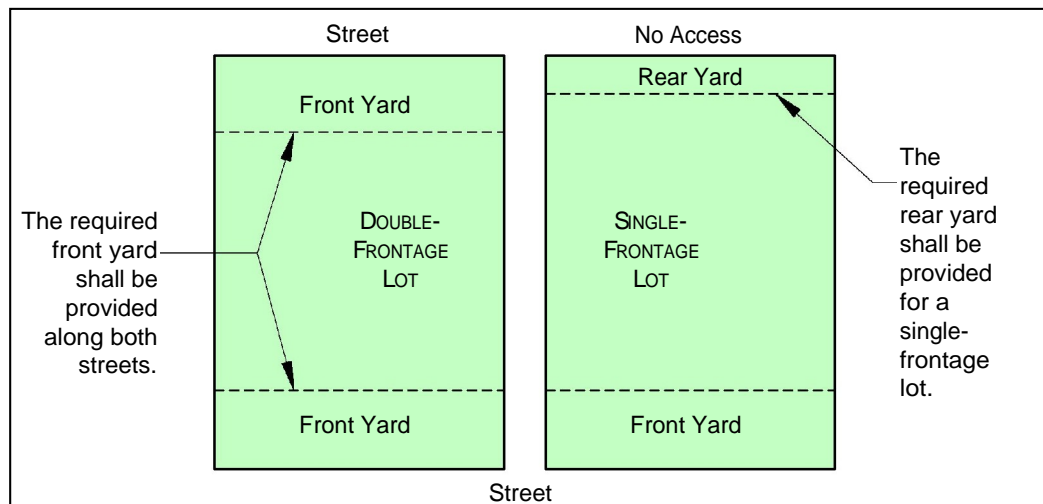 Street
No Access
Front Yard
Rear Yard
The required
front yard
shall be
provided
along both
streets.
DOUBLE-
FRONTAGE
LOT
SINGLE-
FRONTAGE
LOT
The
required
rear yard
shall be
provided
for a
single-
frontage
lot.
Front Yard
Front Yard
Street